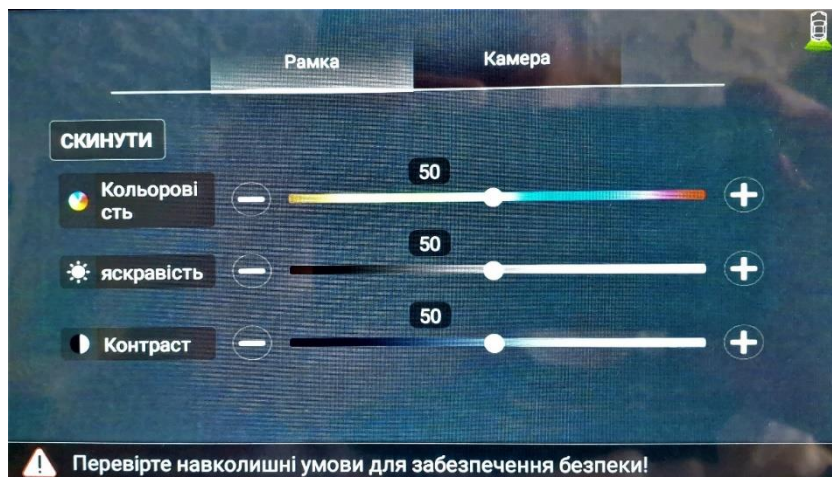 Рамка
Камера
СКИНУТИ
50
Кольорові
сть
50
яскравість
50
Контраст
Перевірте навколишні умови для забезпечення безпеки!